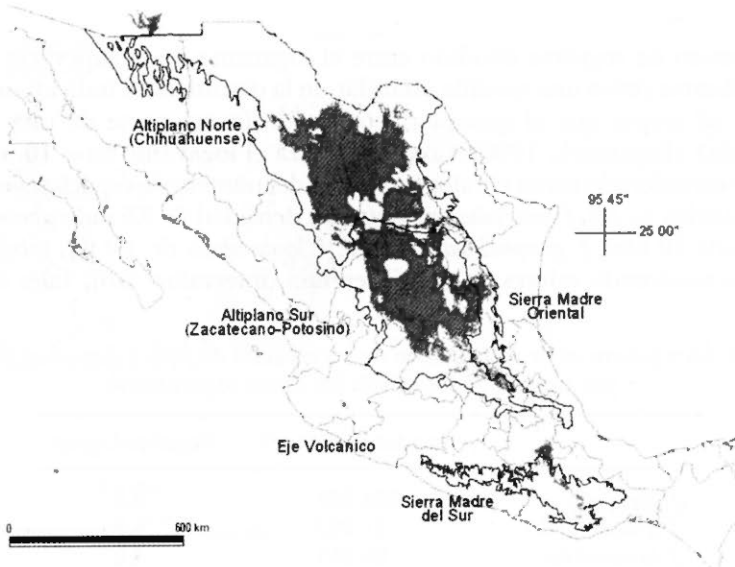 Altiplano Norte
(Chihuahuense)
95 45"
25 00"
Sierra Madre
Oriental
Altiplano Sur
(Zacatecano-Potosino)
Eje Volcánico
Sierra Madre
del Sur
0
600 km